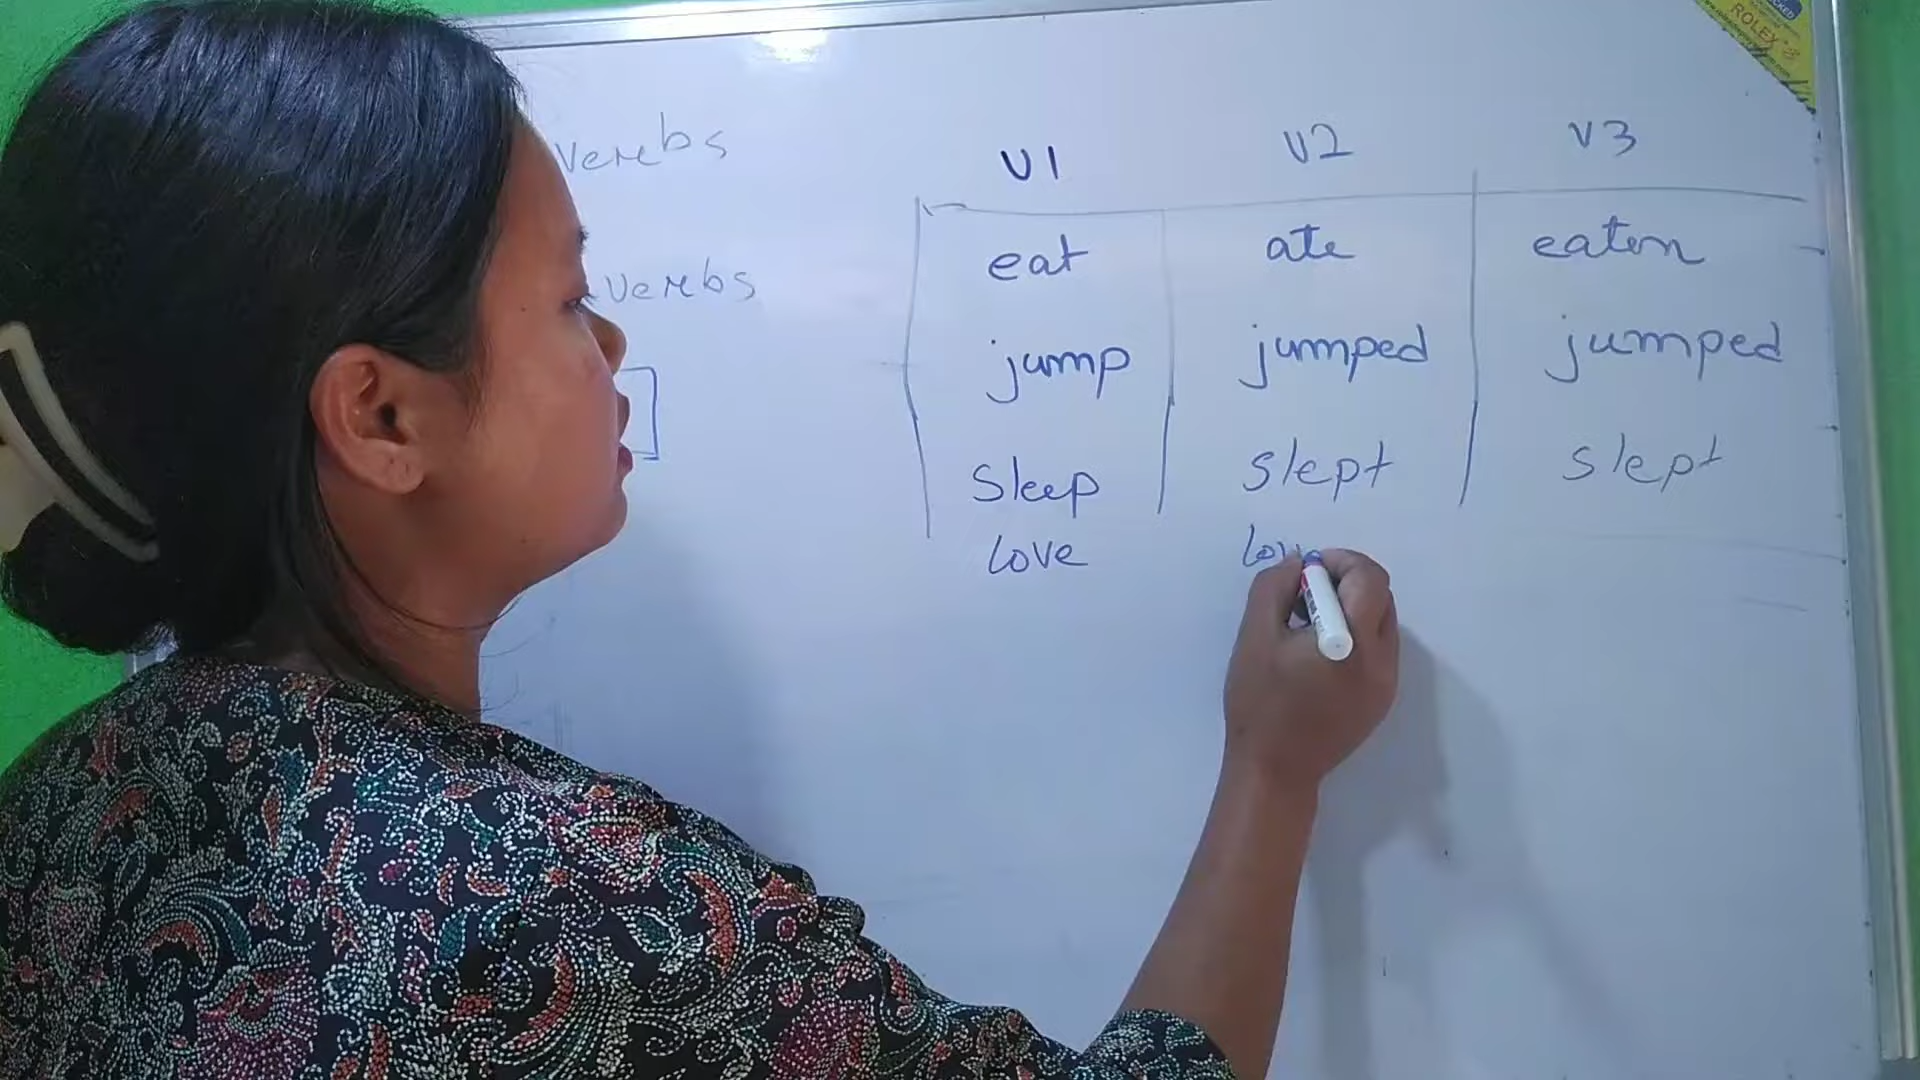 verbs
verbs
V1 V2 V3
eat ate eaten
jump jumped jumped
sleep slept slept
love
ROLEX